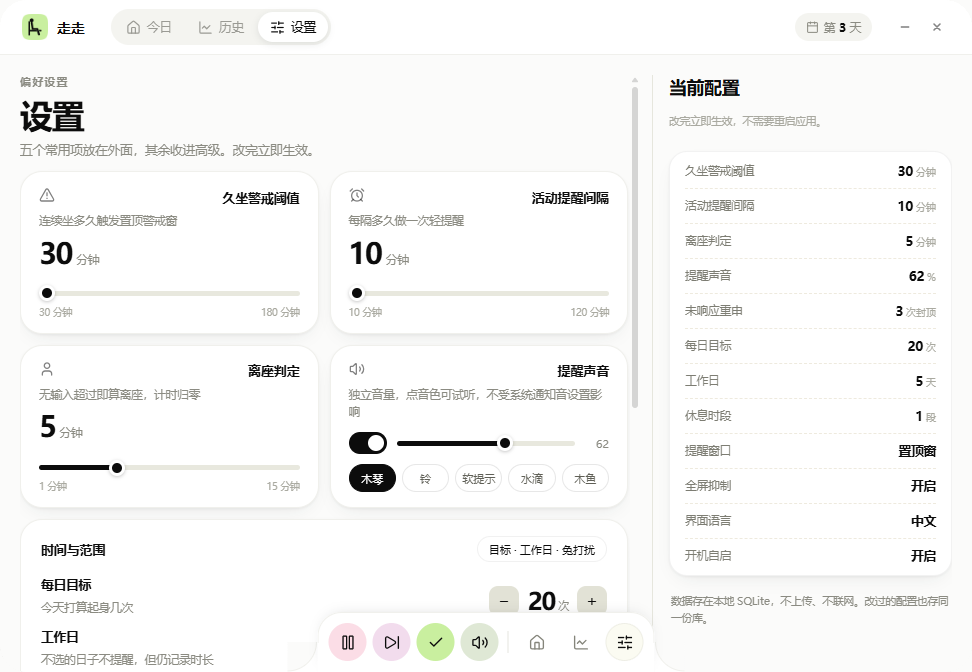 走走
今日
历史
设置
第 3 天
偏好设置
设置
五个常用项放在外面，其余收进高级。改完立即生效。
久坐警戒阈值
连续坐多久触发置顶警戒窗
30 分钟
30 分钟
180 分钟
活动提醒间隔
每隔多久做一次轻提醒
10 分钟
10 分钟
120 分钟
离座判定
无输入超过即算离座，计时归零
5 分钟
1 分钟
15 分钟
提醒声音
独立音量，点音色可试听，不受系统通知音设置影
响
62
木琴
铃
软提示
水滴
木鱼
时间与范围
目标 · 工作日 · 免打扰
每日目标
今天打算起身几次
− 20 次 +
工作日
不选的日子不提醒，但仍记录时长
当前配置
改完立即生效，不需要重启应用。
久坐警戒阈值 30 分钟
活动提醒间隔 10 分钟
离座判定 5 分钟
提醒声音 62 %
未响应重申 3 次封顶
每日目标 20 次
工作日 5 天
休息时段 1 段
提醒窗口 置顶窗
全屏抑制 开启
界面语言 中文
开机自启 开启
数据存在本地 SQLite，不上传、不联网。改过的配置也存同
一份库。